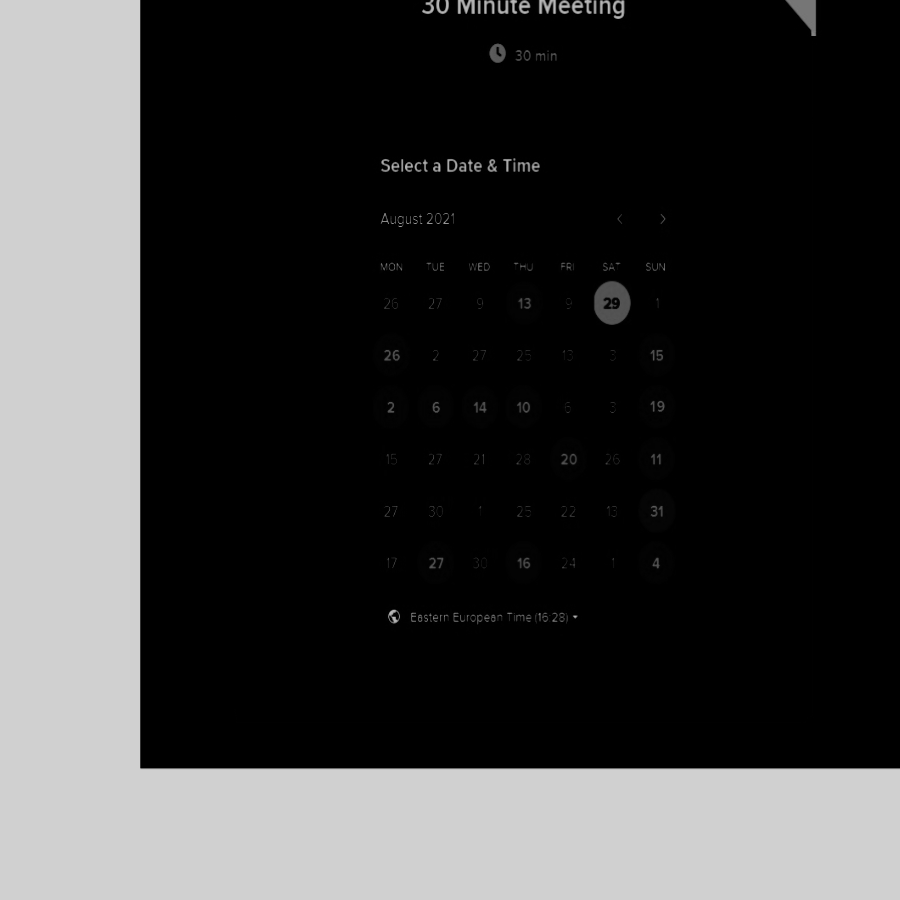 30 Minute Meeting
30 min
Select a Date & Time
August 2021
MON TUE WED THU FRI SAT SUN
26 27 9 13 9 29 1
26 2 27 25 13 3 15
2 6 14 10 6 3 19
15 27 21 28 20 26 11
27 30 1 25 22 13 31
17 27 30 16 24 1 4
Eastern European Time (16:28)